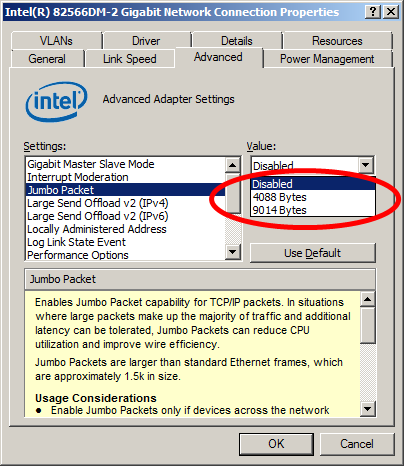 Intel(R) 82566DM-2 Gigabit Network Connection Properties
VLANs Driver Details Resources
General Link Speed Advanced Power Management
intel
Advanced Adapter Settings
Settings: Value:
Gigabit Master Slave Mode
Interrupt Moderation
Jumbo Packet
Large Send Offload v2 (IPv4)
Large Send Offload v2 (IPv6)
Locally Administered Address
Log Link State Event
Performance Options
Disabled
Disabled
4088 Bytes
9014 Bytes
Use Default
Jumbo Packet
Enables Jumbo Packet capability for TCP/IP packets. In situations
where large packets make up the majority of traffic and additional
latency can be tolerated, Jumbo Packets can reduce CPU
utilization and improve wire efficiency.
Jumbo Packets are larger than standard Ethernet frames, which
are approximately 1.5k in size.
Usage Considerations
• Enable Jumbo Packets only if devices across the network
OK Cancel